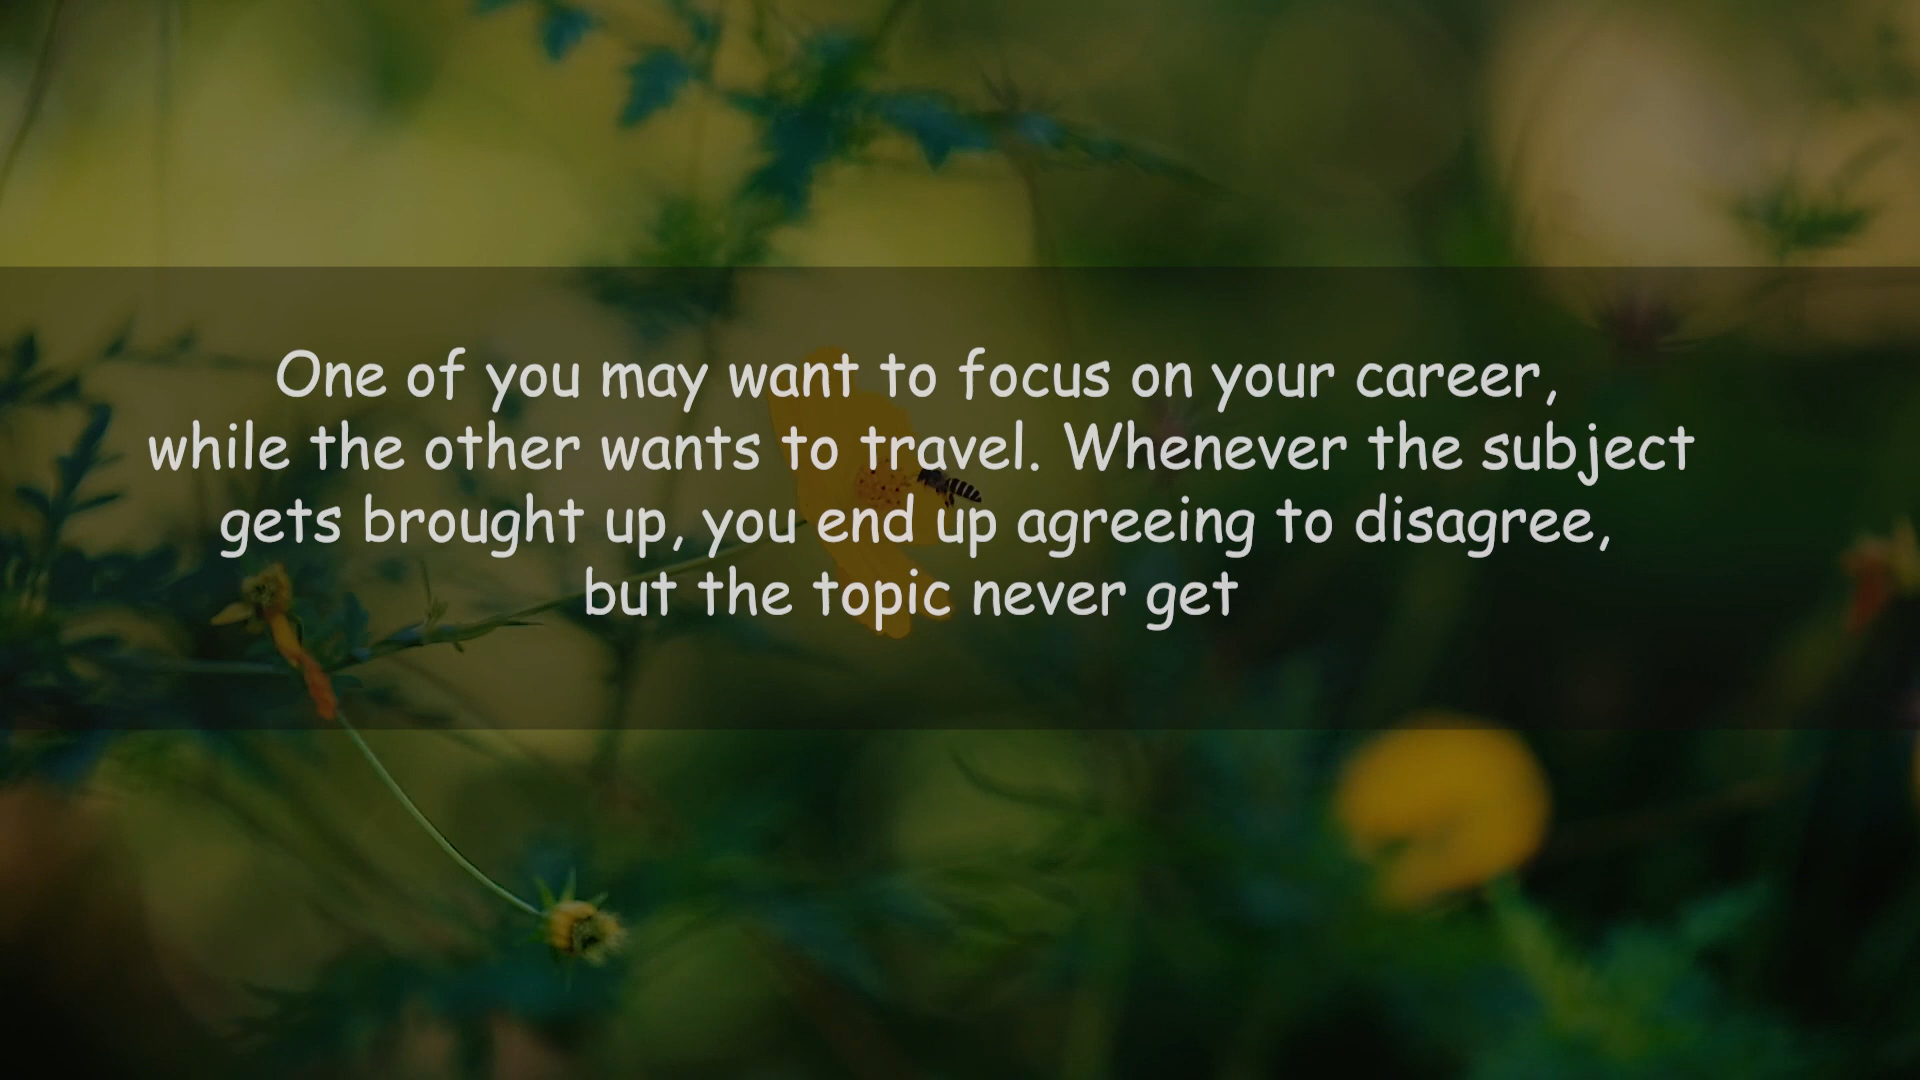 One of you may want to focus on your career,
while the other wants to travel. Whenever the subject
gets brought up, you end up agreeing to disagree,
but the topic never get